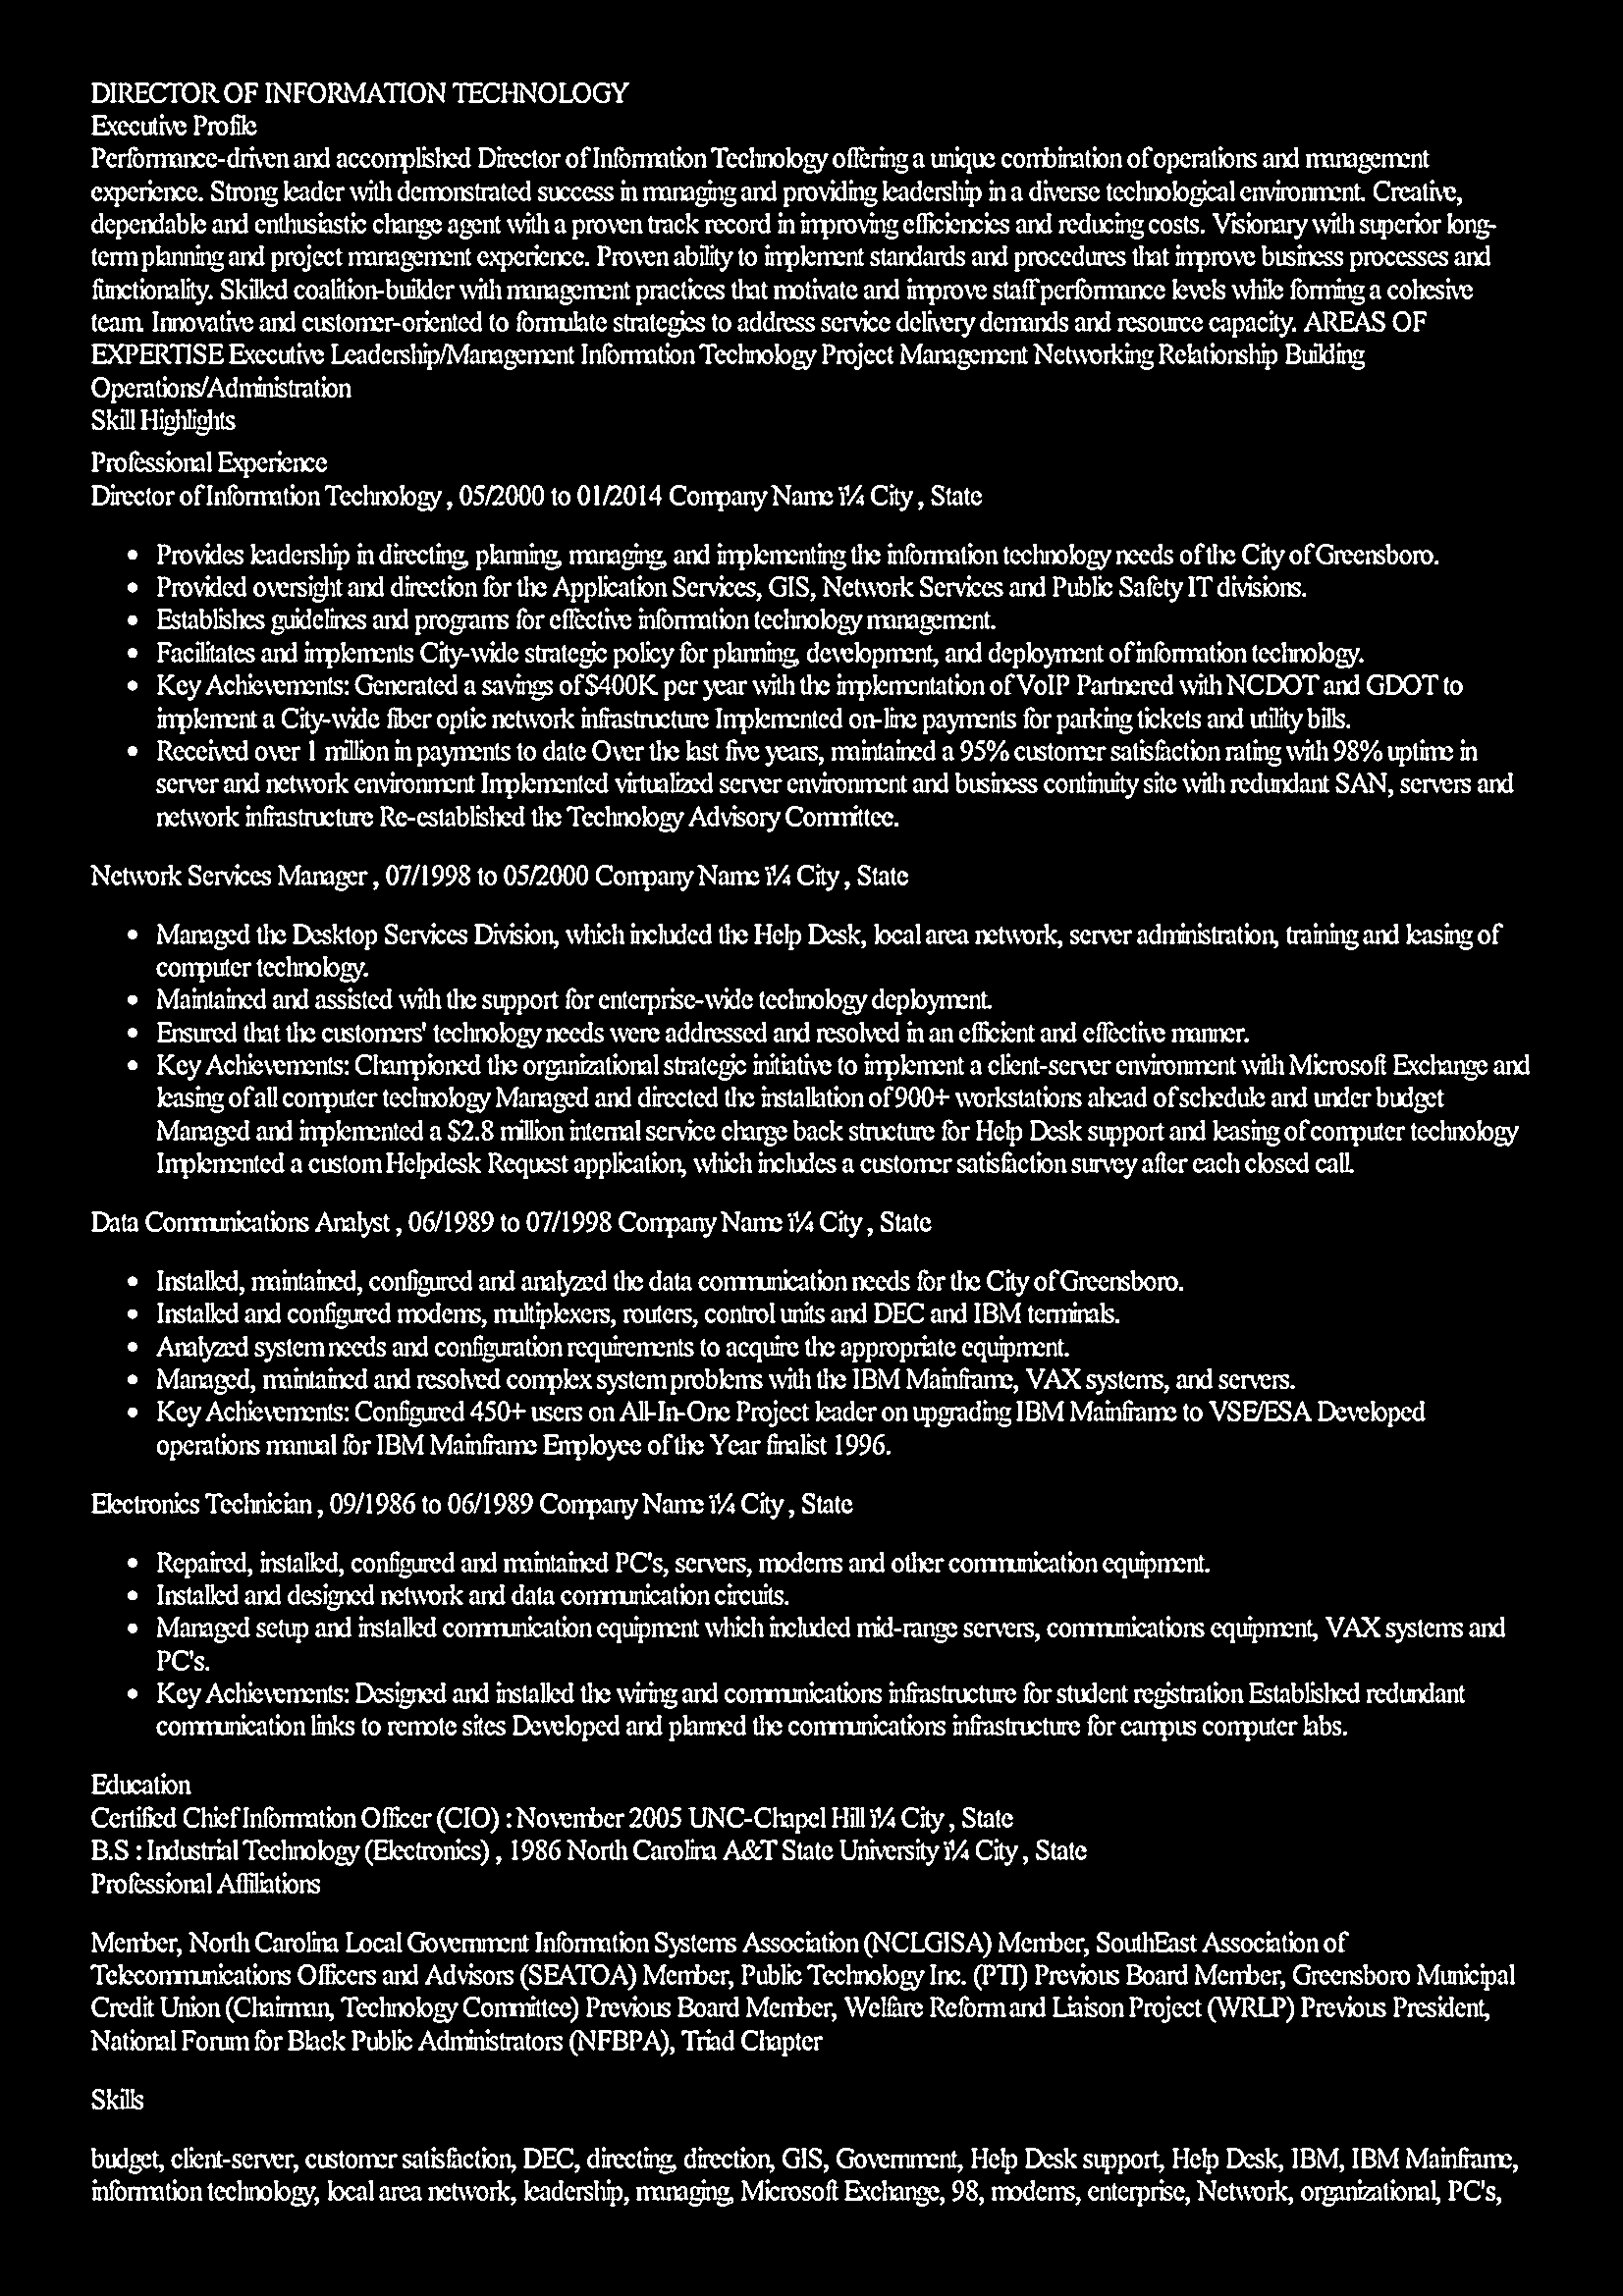 DIRECTOR OF INFORMATION TECHNOLOGY
Executive Profile
Performance-driven and accomplished Director of Information Technology offering a unique combination of operations and management
experience. Strong leader with demonstrated success in managing and providing leadership in a diverse technological environment. Creative,
dependable and enthusiastic change agent with a proven track record in improving efficiencies and reducing costs. Visionary with superior long-
term planning and project management experience. Proven ability to implement standards and procedures that improve business processes and
functionality. Skilled coalition-builder with management practices that motivate and improve staff performance levels while forming a cohesive
team. Innovative and customer-oriented to formulate strategies to address service delivery demands and resource capacity. AREAS OF
EXPERTISE Executive Leadership/Management Information Technology Project Management Networking Relationship Building
Operations/Administration
Skill Highlights
Professional Experience
Director of Information Technology , 05/2000 to 01/2014 Company Name ï¼ City , State
• Provides leadership in directing, planning, managing, and implementing the information technology needs of the City of Greensboro.
• Provided oversight and direction for the Application Services, GIS, Network Services and Public Safety IT divisions.
• Establishes guidelines and programs for effective information technology management.
• Facilitates and implements City-wide strategic policy for planning, development, and deployment of information technology.
• Key Achievements: Generated a savings of $400K per year with the implementation of VoIP Partnered with NCDOT and GDOT to
implement a City-wide fiber optic network infrastructure Implemented on-line payments for parking tickets and utility bills.
• Received over 1 million in payments to date Over the last five years, maintained a 95% customer satisfaction rating with 98% uptime in
server and network environment Implemented virtualized server environment and business continuity site with redundant SAN, servers and
network infrastructure Re-established the Technology Advisory Committee.
Network Services Manager , 07/1998 to 05/2000 Company Name ï¼ City , State
• Managed the Desktop Services Division, which included the Help Desk, local area network, server administration, training and leasing of
computer technology.
• Maintained and assisted with the support for enterprise-wide technology deployment.
• Ensured that the customers' technology needs were addressed and resolved in an efficient and effective manner.
• Key Achievements: Championed the organizational strategic initiative to implement a client-server environment with Microsoft Exchange and
leasing of all computer technology Managed and directed the installation of 900+ workstations ahead of schedule and under budget
Managed and implemented a $2.8 million internal service charge back structure for Help Desk support and leasing of computer technology
Implemented a custom Helpdesk Request application, which includes a customer satisfaction survey after each closed call.
Data Communications Analyst , 06/1989 to 07/1998 Company Name ï¼ City , State
• Installed, maintained, configured and analyzed the data communication needs for the City of Greensboro.
• Installed and configured modems, multiplexers, routers, control units and DEC and IBM terminals.
• Analyzed system needs and configuration requirements to acquire the appropriate equipment.
• Managed, maintained and resolved complex system problems with the IBM Mainframe, VAX systems, and servers.
• Key Achievements: Configured 450+ users on All-In-One Project leader on upgrading IBM Mainframe to VSE/ESA Developed
operations manual for IBM Mainframe Employee of the Year finalist 1996.
Electronics Technician , 09/1986 to 06/1989 Company Name ï¼ City , State
• Repaired, installed, configured and maintained PC's, servers, modems and other communication equipment.
• Installed and designed network and data communication circuits.
• Managed setup and installed communication equipment which included mid-range servers, communications equipment, VAX systems and
PC's.
• Key Achievements: Designed and installed the wiring and communications infrastructure for student registration Established redundant
communication links to remote sites Developed and planned the communications infrastructure for campus computer labs.
Education
Certified Chief Information Officer (CIO) : November 2005 UNC-Chapel Hill ï¼ City , State
B.S : Industrial Technology (Electronics) , 1986 North Carolina A&T State University ï¼ City , State
Professional Affiliations
Member, North Carolina Local Government Information Systems Association (NCLGISA) Member, SouthEast Association of
Telecommunications Officers and Advisors (SEATOA) Member, Public Technology Inc. (PTI) Previous Board Member, Greensboro Municipal
Credit Union (Chairman, Technology Committee) Previous Board Member, Welfare Reform and Liaison Project (WRLP) Previous President,
National Forum for Black Public Administrators (NFBPA), Triad Chapter
Skills
budget, client-server, customer satisfaction, DEC, directing, direction, GIS, Government, Help Desk support, Help Desk, IBM, IBM Mainframe,
information technology, local area network, leadership, managing, Microsoft Exchange, 98, modems, enterprise, Network, organizational, PC's,